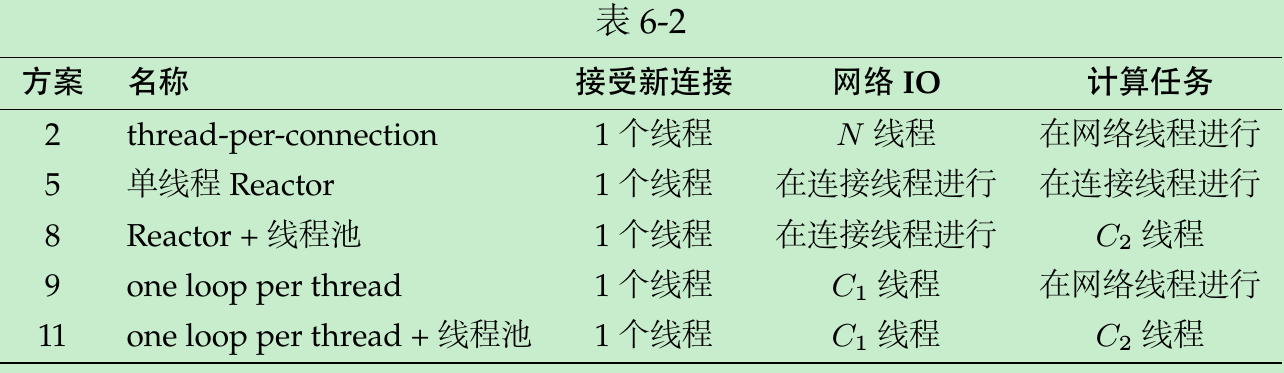 表 6-2
方案 名称 接受新连接 网络 IO 计算任务
2 thread-per-connection 1 个线程 N 线程 在网络线程进行
5 单线程 Reactor 1 个线程 在连接线程进行 在连接线程进行
8 Reactor + 线程池 1 个线程 在连接线程进行 C₂ 线程
9 one loop per thread 1 个线程 C₁ 线程 在网络线程进行
11 one loop per thread + 线程池 1 个线程 C₁ 线程 C₂ 线程